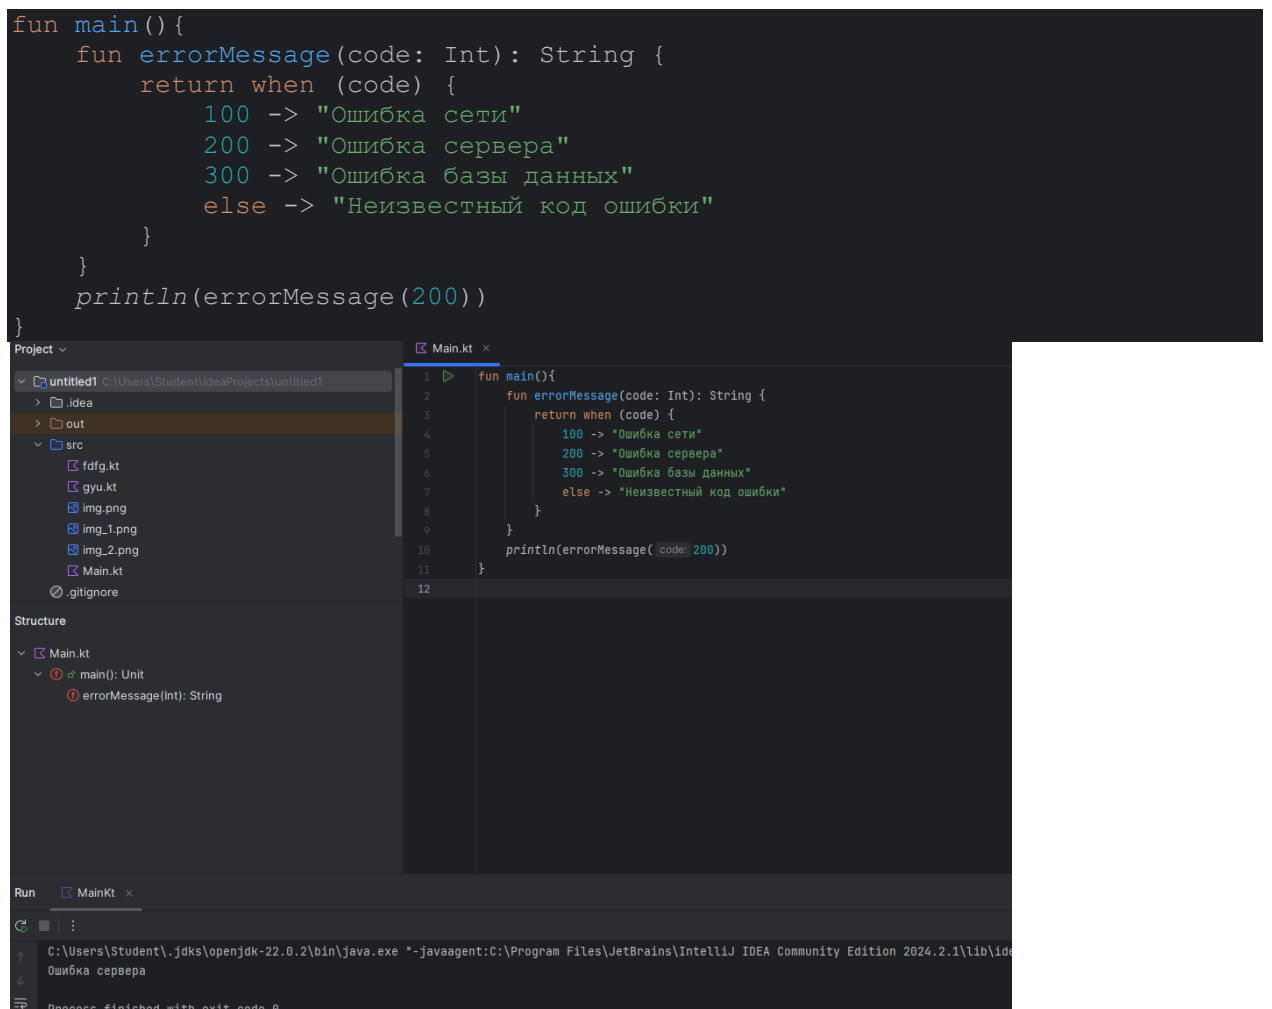 fun main(){
fun errorMessage(code: Int): String {
return when (code) {
100 -> "Ошибка сети"
200 -> "Ошибка сервера"
300 -> "Ошибка базы данных"
else -> "Неизвестный код ошибки"
}
}
println(errorMessage(200))
}
Project
untitled1 C:\Users\Student\IdeaProjects\untitled1
.idea
out
src
fdfg.kt
gyu.kt
img.png
img_1.png
img_2.png
Main.kt
.gitignore
Structure
Main.kt
main(): Unit
errorMessage(Int): String
Main.kt
1 fun main(){
2 fun errorMessage(code: Int): String {
3 return when (code) {
4 100 -> "Ошибка сети"
5 200 -> "Ошибка сервера"
6 300 -> "Ошибка базы данных"
7 else -> "Неизвестный код ошибки"
8 }
9 }
10 println(errorMessage( code: 200))
11 }
12
Run MainKt
C:\Users\Student\.jdks\openjdk-22.0.2\bin\java.exe "-javaagent:C:\Program Files\JetBrains\IntelliJ IDEA Community Edition 2024.2.1\lib\ide
Ошибка сервера
Process finished with exit code 0